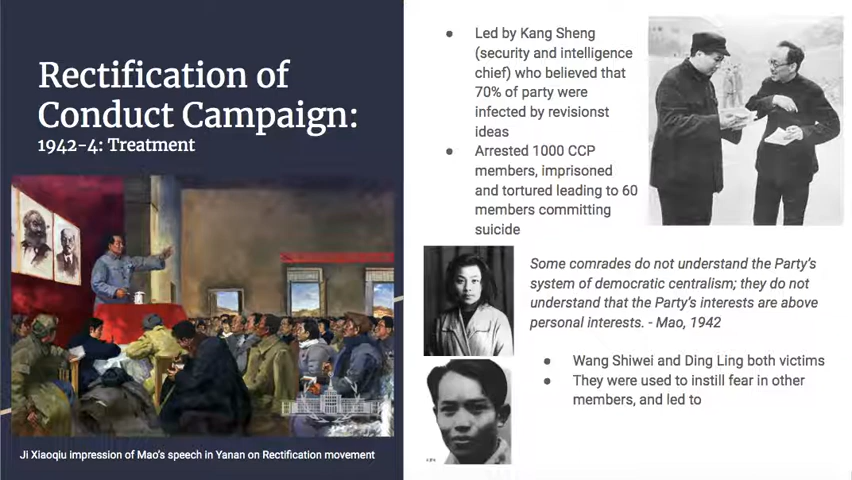 Rectification of
Conduct Campaign:
1942-4: Treatment
Ji Xiaoqiu impression of Mao's speech in Yanan on Rectification movement
● Led by Kang Sheng
(security and intelligence
chief) who believed that
70% of party were
infected by revisionst
ideas
● Arrested 1000 CCP
members, imprisoned
and tortured leading to 60
members committing
suicide
Some comrades do not understand the Party's
system of democratic centralism; they do not
understand that the Party's interests are above
personal interests. - Mao, 1942
● Wang Shiwei and Ding Ling both victims
● They were used to instill fear in other
members, and led to